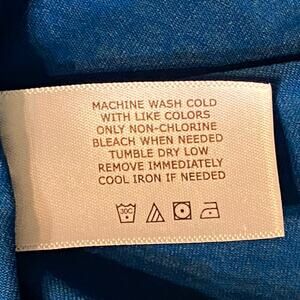 MACHINE WASH COLD
WITH LIKE COLORS
ONLY NON-CHLORINE
BLEACH WHEN NEEDED
TUMBLE DRY LOW
REMOVE IMMEDIATELY
COOL IRON IF NEEDED
30C